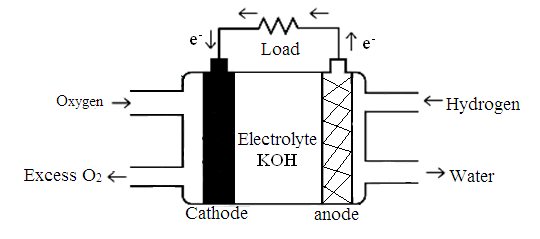 e-
e-
Load
Oxygen
Hydrogen
Electrolyte
KOH
Excess O2
Water
Cathode
anode